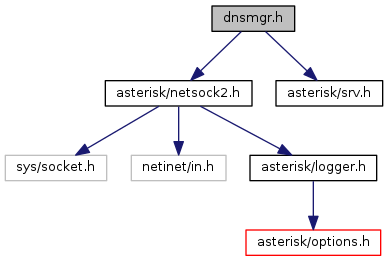 dnsmgr.h
asterisk/netsock2.h
asterisk/srv.h
sys/socket.h
netinet/in.h
asterisk/logger.h
asterisk/options.h